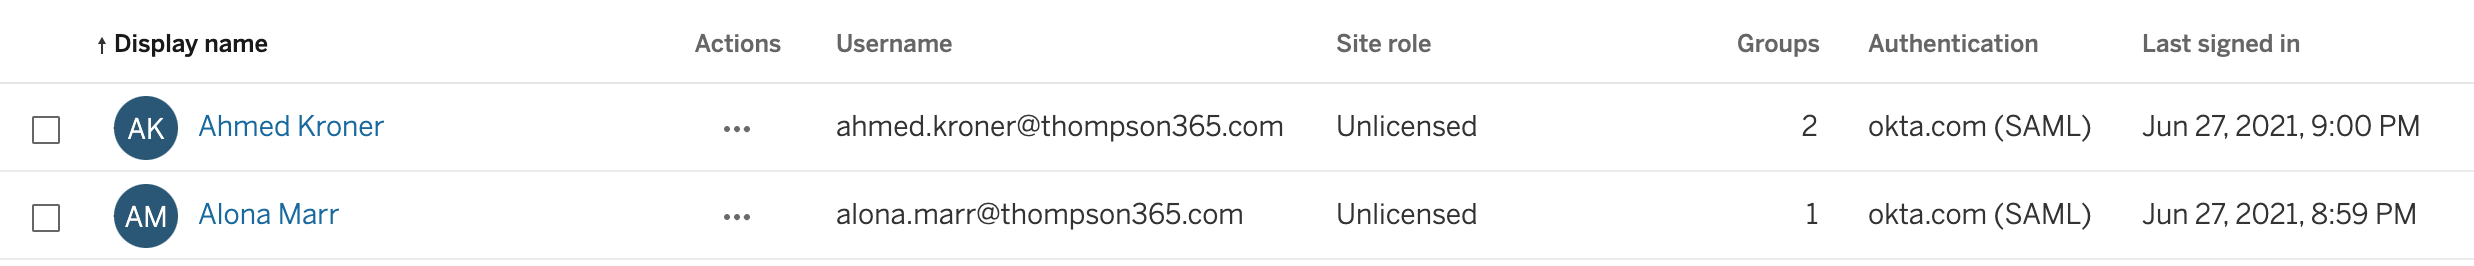 ↑ Display name Actions Username Site role Groups Authentication Last signed in
AK Ahmed Kroner ••• ahmed.kroner@thompson365.com Unlicensed 2 okta.com (SAML) Jun 27, 2021, 9:00 PM
AM Alona Marr ••• alona.marr@thompson365.com Unlicensed 1 okta.com (SAML) Jun 27, 2021, 8:59 PM